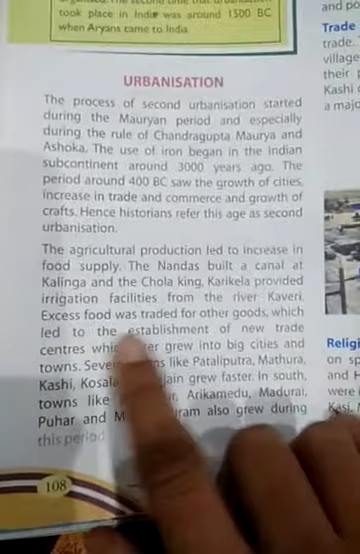 took place in India was around 1500 BC
when Aryans came to India
URBANISATION
The process of second urbanisation started
during the Mauryan period and especially
during the rule of Chandragupta Maurya and
Ashoka. The use of iron began in the Indian
subcontinent around 3000 years ago. The
period around 400 BC saw the growth of cities,
increase in trade and commerce and growth of
crafts. Hence historians refer this age as second
urbanisation.
The agricultural production led to increase in
food supply. The Nandas built a canal at
Kalinga and the Chola king, Karikela provided
irrigation facilities from the river Kaveri.
Excess food was traded for other goods, which
led to the establishment of new trade
centres grew into big cities and
towns. like Pataliputra, Mathura,
Kashi, grew faster. In south,
towns like Arikamedu, Madurai,
Puhar and also grew during
this period
108
and po
Trade
trade.
village
their
Kashi
a majo
Religi
on sp
and H
were i
Kasi,